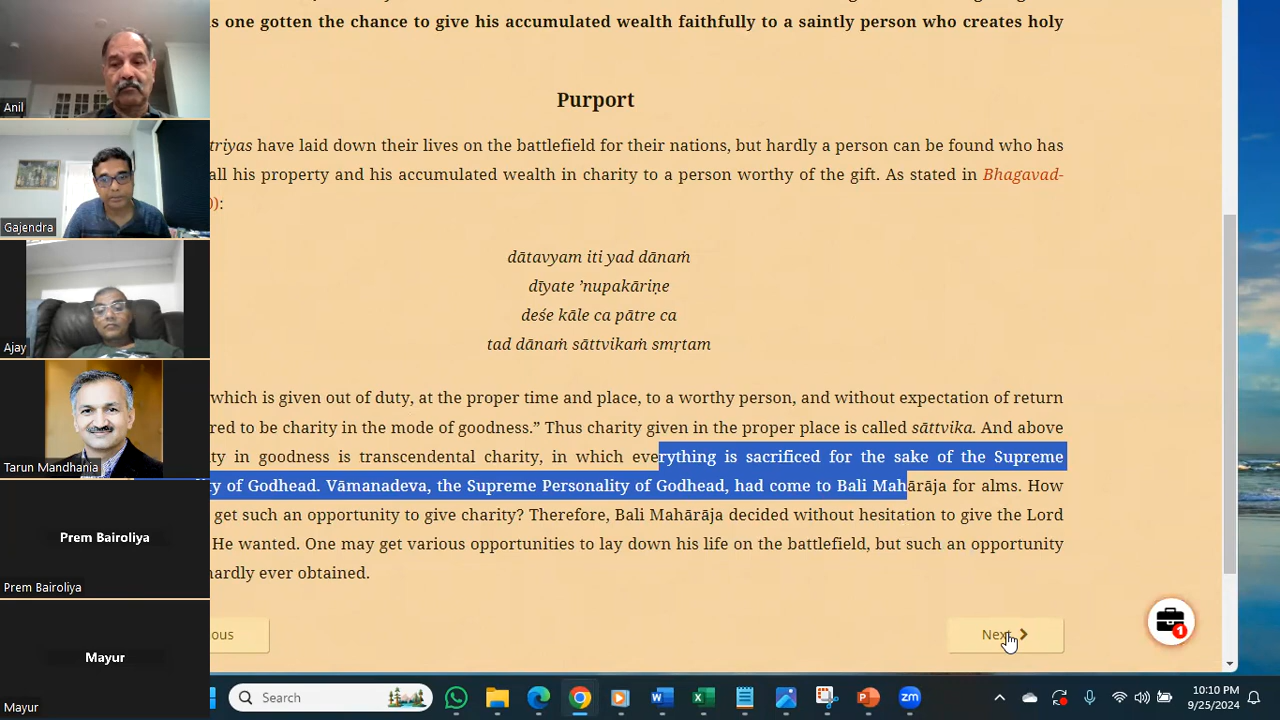 s one gotten the chance to give his accumulated wealth faithfully to a saintly person who creates holy
Purport
triyas have laid down their lives on the battlefield for their nations, but hardly a person can be found who has
all his property and his accumulated wealth in charity to a person worthy of the gift. As stated in Bhagavad-
):
dātavyam iti yad dānaṁ
dīyate ’nupakāriṇe
deśe kāle ca pātre ca
tad dānaṁ sāttvikaṁ smṛtam
which is given out of duty, at the proper time and place, to a worthy person, and without expectation of return
red to be charity in the mode of goodness.” Thus charity given in the proper place is called sāttvika. And above
ty in goodness is transcendental charity, in which everything is sacrificed for the sake of the Supreme
ty of Godhead. Vāmanadeva, the Supreme Personality of Godhead, had come to Bali Mahārāja for alms. How
get such an opportunity to give charity? Therefore, Bali Mahārāja decided without hesitation to give the Lord
He wanted. One may get various opportunities to lay down his life on the battlefield, but such an opportunity
hardly ever obtained.
ous
Next
1
Anil
Gajendra
Ajay
Tarun Mandhania
Prem Bairoliya
Prem Bairoliya
Mayur
Mayur
Search
10:10 PM
9/25/2024